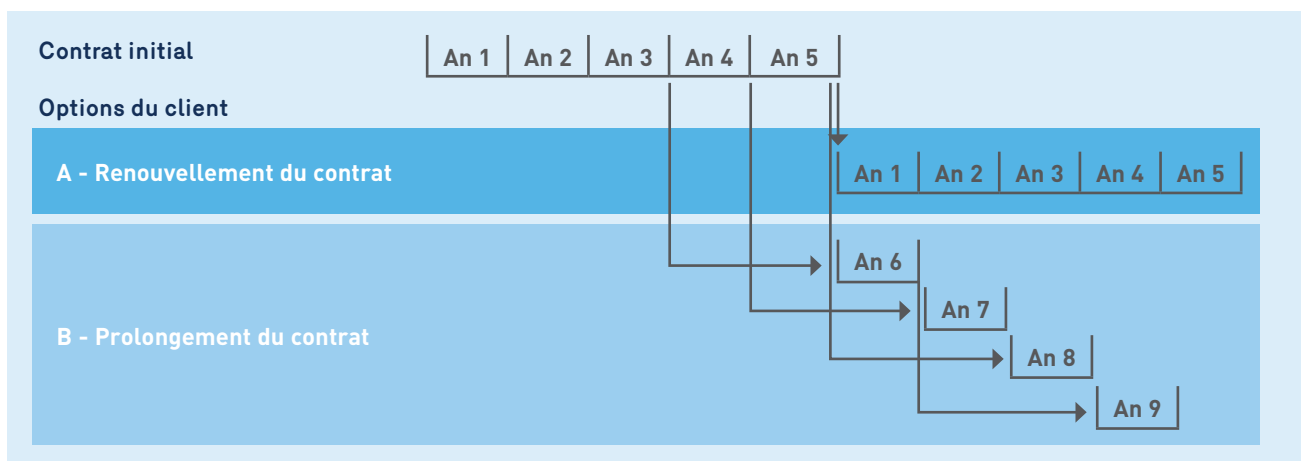 Contrat initial
An 1 An 2 An 3 An 4 An 5
Options du client
A - Renouvellement du contrat
An 1 An 2 An 3 An 4 An 5
B - Prolongement du contrat
An 6
An 7
An 8
An 9